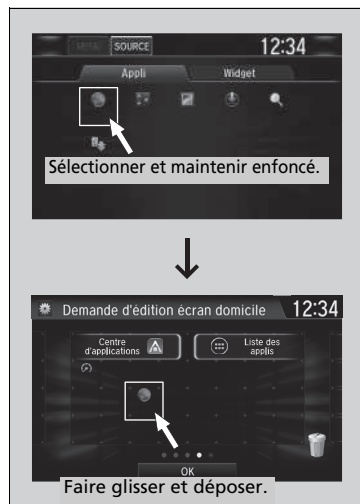 MENU
SOURCE
12:34
Appli
Widget
Sélectionner et maintenir enfoncé.
Demande d'édition écran domicile
12:34
Centre d'applications
Liste des applis
OK
Faire glisser et déposer.